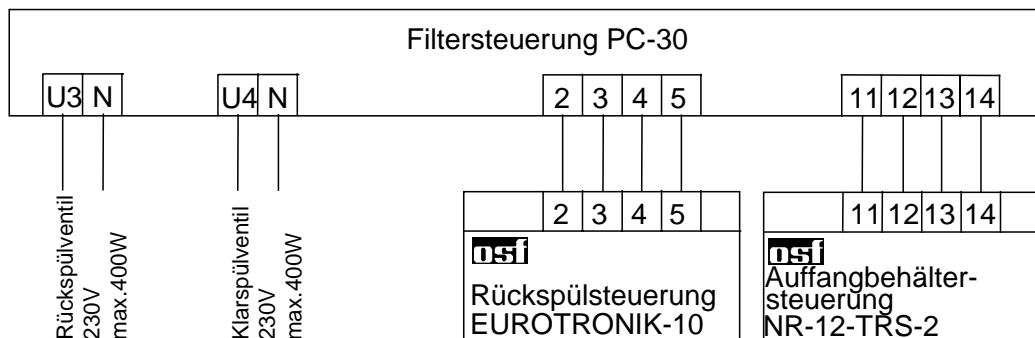 Filtersteuerung PC-30
U3 N
U4 N
2 3 4 5
11 12 13 14
Rückspülventil
230V
max.400W
Klarspülventil
230V
max.400W
2 3 4 5
osf
Rückspülsteuerung
EUROTRONIK-10
11 12 13 14
osf
Auffangbehälter-
steuerung
NR-12-TRS-2